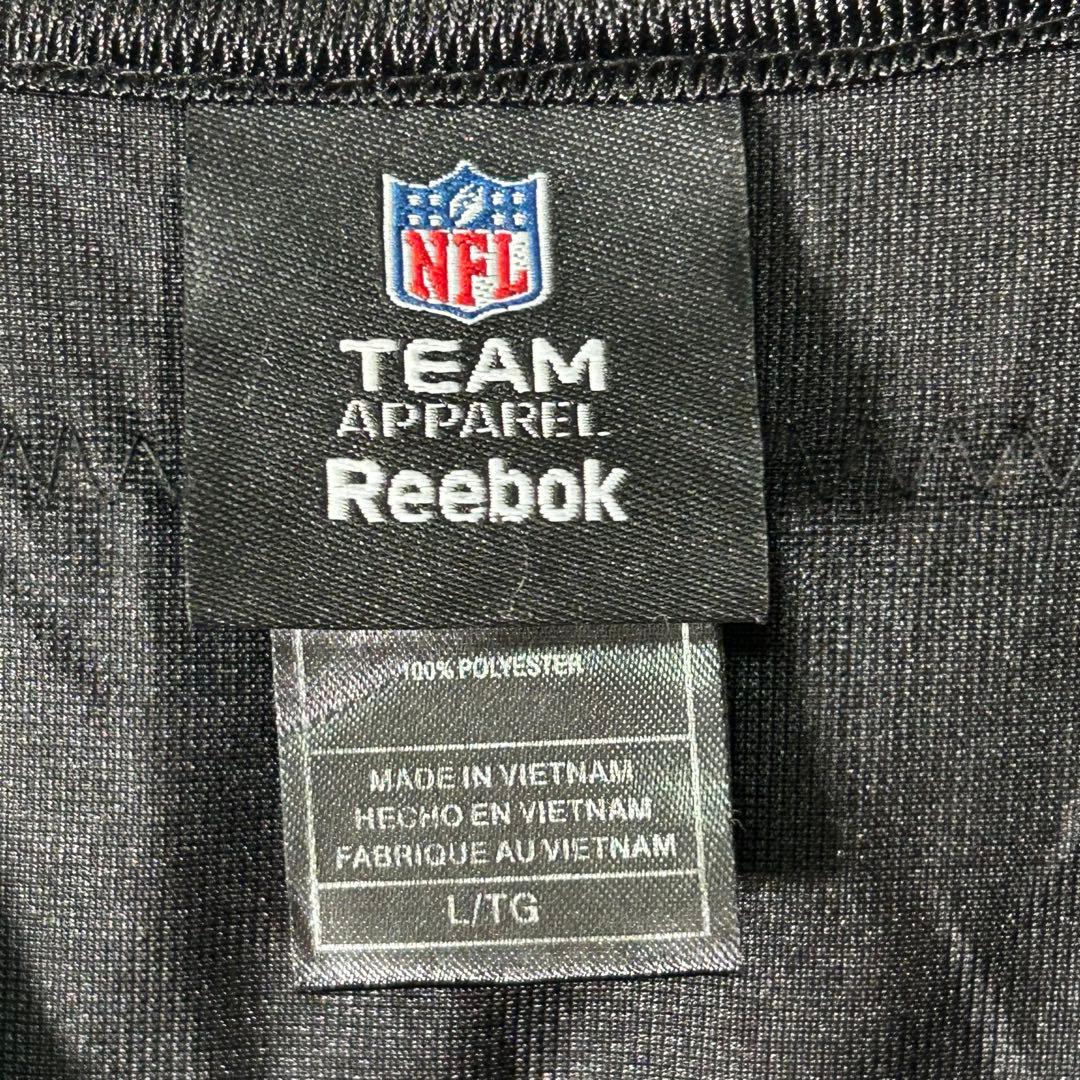 NFL
TEAM
APPAREL
Reebok
100% POLYESTER
MADE IN VIETNAM
HECHO EN VIETNAM
FABRIQUE AU VIETNAM
L/TG